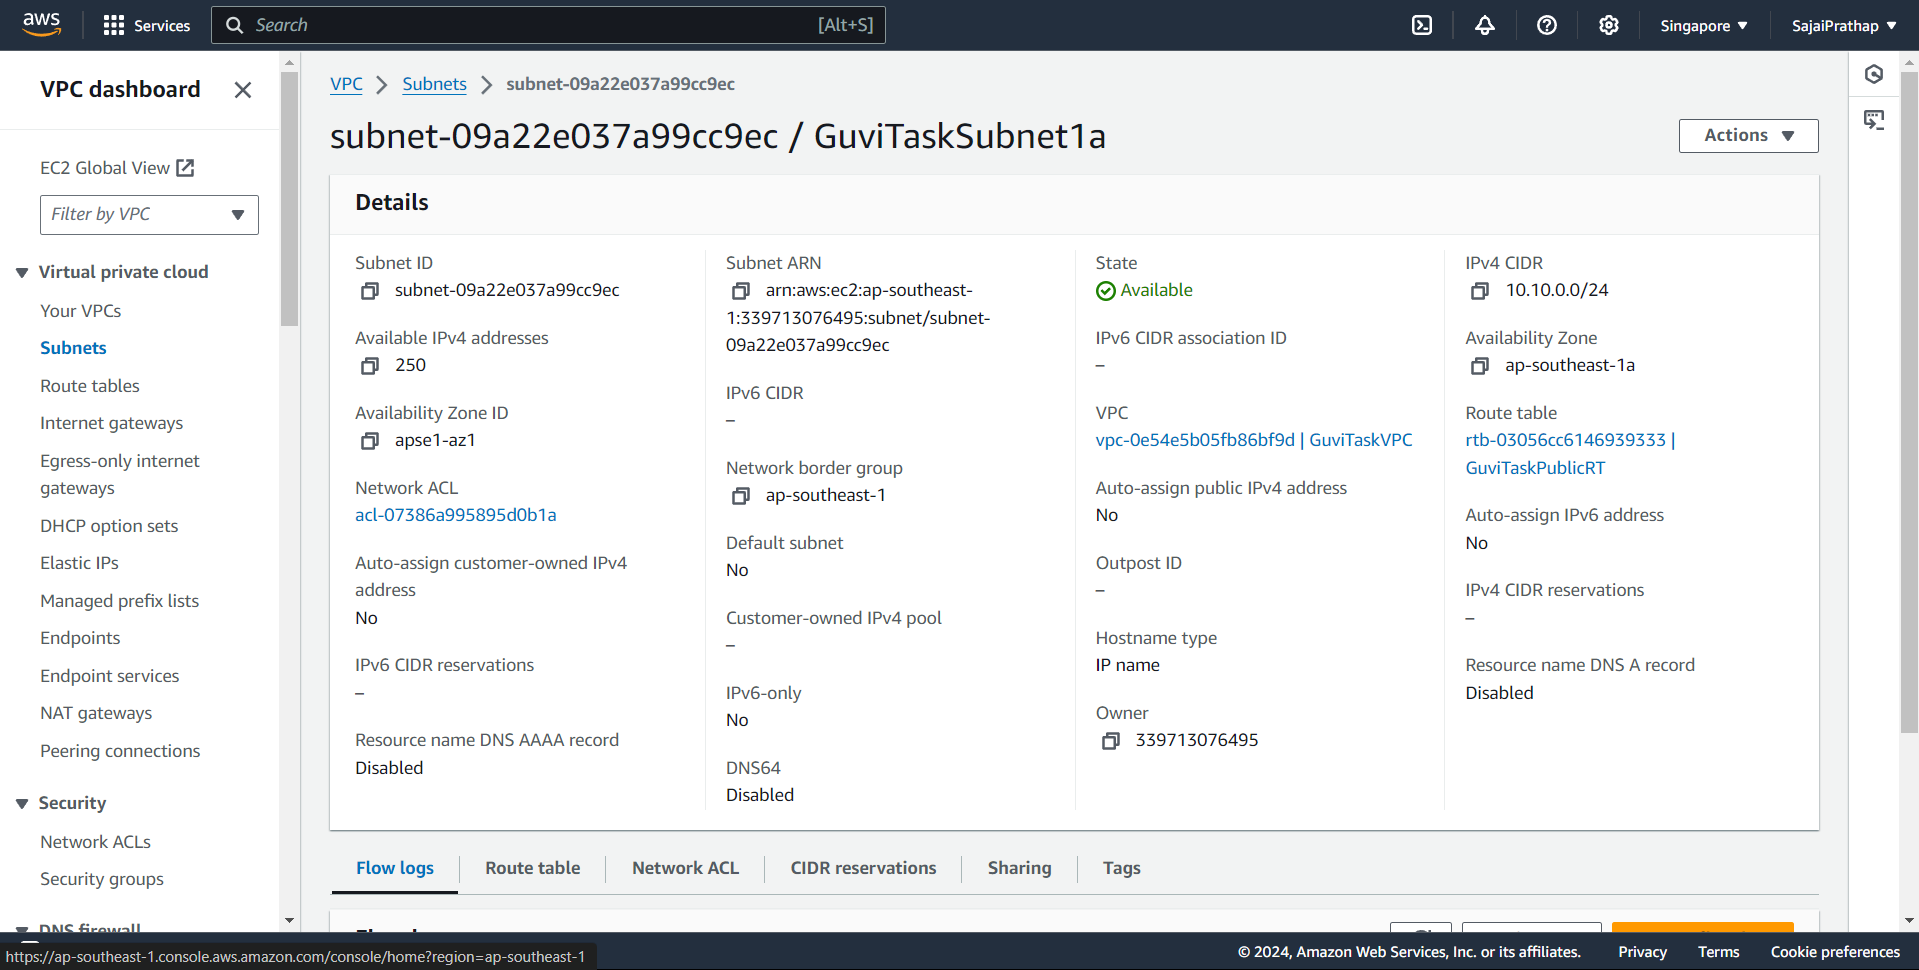 aws
Services
Search
[Alt+S]
Singapore
SajaiPrathap
VPC dashboard
EC2 Global View
Filter by VPC
Virtual private cloud
Your VPCs
Subnets
Route tables
Internet gateways
Egress-only internet
gateways
DHCP option sets
Elastic IPs
Managed prefix lists
Endpoints
Endpoint services
NAT gateways
Peering connections
Security
Network ACLs
Security groups
DNS firewall
VPC > Subnets > subnet-09a22e037a99cc9ec
subnet-09a22e037a99cc9ec / GuviTaskSubnet1a
Actions
Details
Subnet ID
subnet-09a22e037a99cc9ec
Available IPv4 addresses
250
Availability Zone ID
apse1-az1
Network ACL
acl-07386a995895d0b1a
Auto-assign customer-owned IPv4
address
No
IPv6 CIDR reservations
–
Resource name DNS AAAA record
Disabled
Subnet ARN
arn:aws:ec2:ap-southeast-
1:339713076495:subnet/subnet-
09a22e037a99cc9ec
IPv6 CIDR
–
Network border group
ap-southeast-1
Default subnet
No
Customer-owned IPv4 pool
–
IPv6-only
No
DNS64
Disabled
State
Available
IPv6 CIDR association ID
–
VPC
vpc-0e54e5b05fb86bf9d | GuviTaskVPC
Auto-assign public IPv4 address
No
Outpost ID
–
Hostname type
IP name
Owner
339713076495
IPv4 CIDR
10.10.0.0/24
Availability Zone
ap-southeast-1a
Route table
rtb-03056cc6146939333 |
GuviTaskPublicRT
Auto-assign IPv6 address
No
IPv4 CIDR reservations
–
Resource name DNS A record
Disabled
Flow logs
Route table
Network ACL
CIDR reservations
Sharing
Tags
https://ap-southeast-1.console.aws.amazon.com/console/home?region=ap-southeast-1
© 2024, Amazon Web Services, Inc. or its affiliates.
Privacy
Terms
Cookie preferences